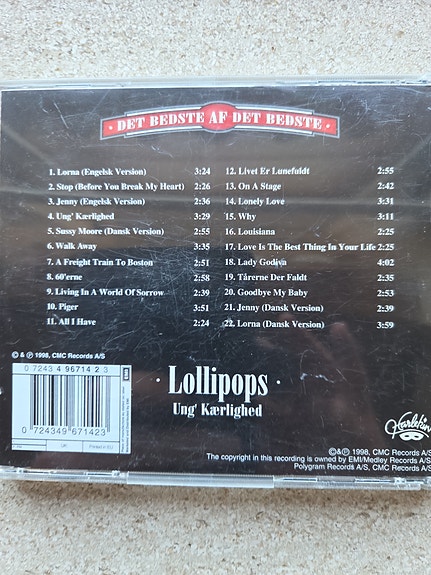 · DET BEDSTE AF DET BEDSTE ·
1. Lorna (Engelsk Version) 3:24
2. Stop (Before You Break My Heart) 2:26
3. Jenny (Engelsk Version) 2:36
4. Ung' Kærlighed 3:29
5. Sussy Moore (Dansk Version) 2:55
6. Walk Away 2:32
7. A Freight Train To Boston 2:51
8. 60'erne 2:58
9. Living In A World Of Sorrow 2:39
10. Piger 2:51
11. All I Have 2:24
12. Livet Er Lunefuldt 2:55
13. On A Stage 2:42
14. Lonely Love 3:31
15. Why 3:11
16. Louisiana 2:25
17. Love Is The Best Thing In Your Life 2:25
18. Lady Godiva 4:02
19. Tårerne Der Faldt 2:35
20. Goodbye My Baby 2:53
21. Jenny (Dansk Version) 2:39
22. Lorna (Dansk Version) 3:59
© & ℗ 1998, CMC Records A/S
0 7243 4 96714 2 3
0 724349 671423
EMI
· Lollipops ·
Ung' Kærlighed
Harlekin
©&℗ 1998, CMC Records A/S
The copyright in this recording is owned by EMI/Medley Records A/S
Polygram Records A/S, CMC Records A/S